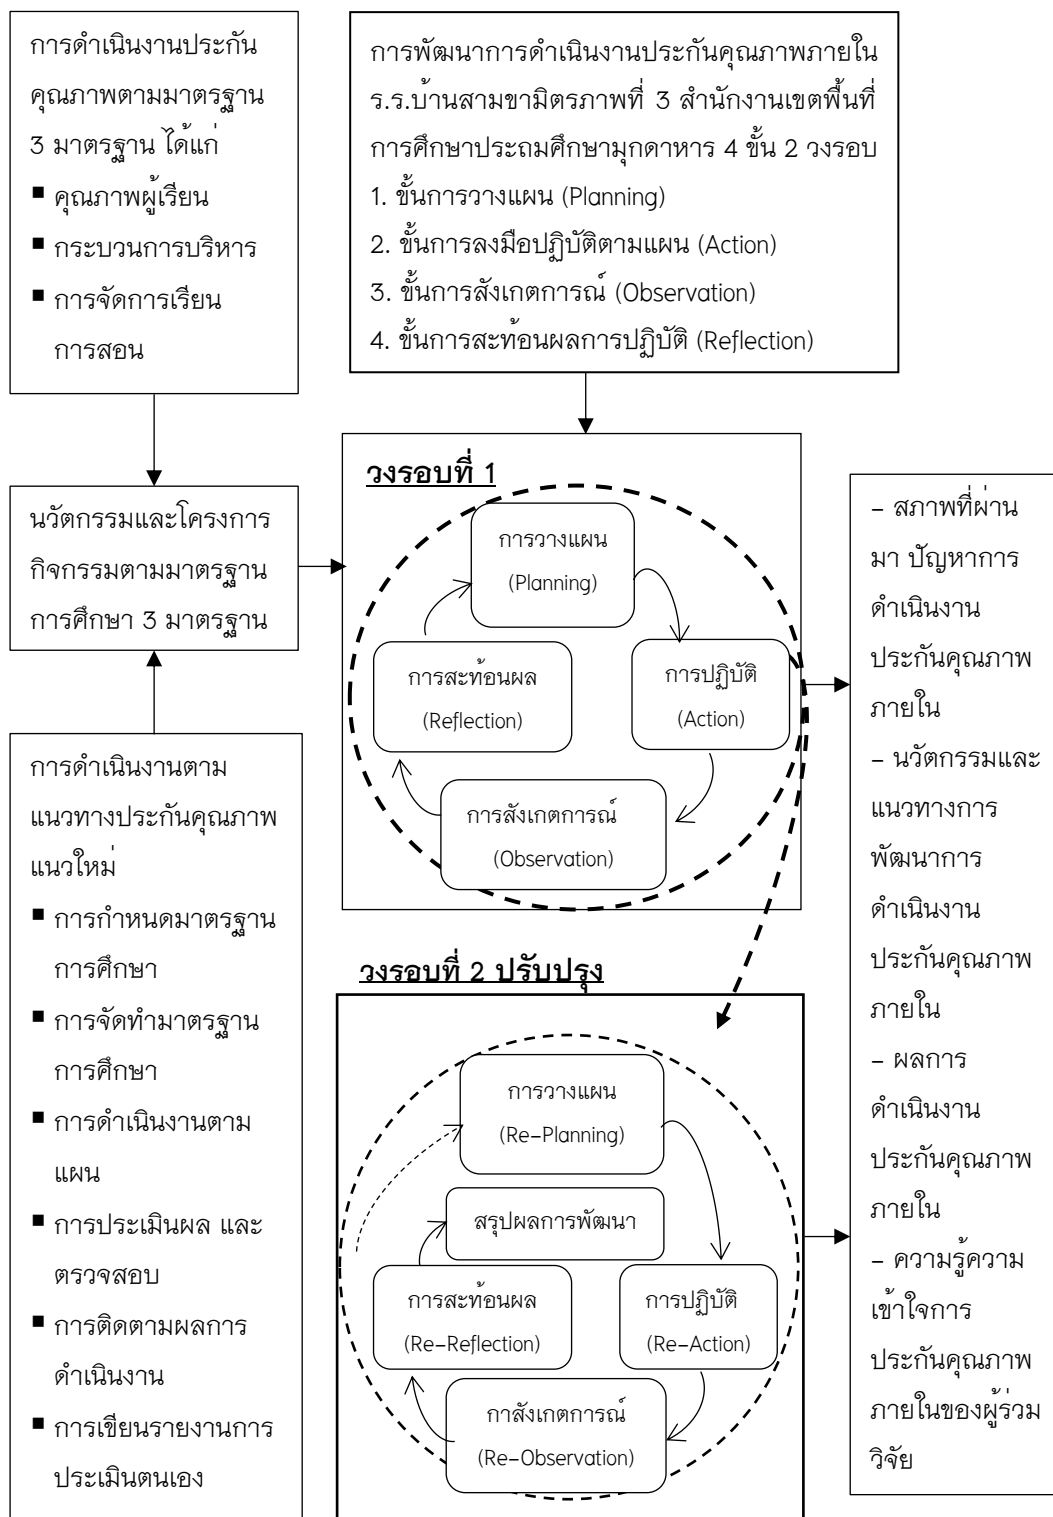 การดำเนินงานประกัน
คุณภาพตามมาตรฐาน
3 มาตรฐาน ได้แก่
▪ คุณภาพผู้เรียน
▪ กระบวนการบริหาร
▪ การจัดการเรียน
การสอน
การพัฒนาการดำเนินงานประกันคุณภาพภายใน
ร.ร.บ้านสามขามิตรภาพที่ 3 สำนักงานเขตพื้นที่
การศึกษาประถมศึกษามุกดาหาร 4 ขั้น 2 วงรอบ
1. ขั้นการวางแผน (Planning)
2. ขั้นการลงมือปฏิบัติตามแผน (Action)
3. ขั้นการสังเกตการณ์ (Observation)
4. ขั้นการสะท้อนผลการปฏิบัติ (Reflection)
นวัตกรรมและโครงการ
กิจกรรมตามมาตรฐาน
การศึกษา 3 มาตรฐาน
การดำเนินงานตาม
แนวทางประกันคุณภาพ
แนวใหม่
▪ การกำหนดมาตรฐาน
การศึกษา
▪ การจัดทำมาตรฐาน
การศึกษา
▪ การดำเนินงานตาม
แผน
▪ การประเมินผล และ
ตรวจสอบ
▪ การติดตามผลการ
ดำเนินงาน
▪ การเขียนรายงานการ
ประเมินตนเอง
วงรอบที่ 1
การวางแผน
(Planning)
การปฏิบัติ
(Action)
การสะท้อนผล
(Reflection)
การสังเกตการณ์
(Observation)
วงรอบที่ 2 ปรับปรุง
การวางแผน
(Re-Planning)
สรุปผลการพัฒนา
การสะท้อนผล
(Re-Reflection)
การปฏิบัติ
(Re-Action)
กาสังเกตการณ์
(Re-Observation)
- สภาพที่ผ่าน
มา ปัญหาการ
ดำเนินงาน
ประกันคุณภาพ
ภายใน
- นวัตกรรมและ
แนวทางการ
พัฒนาการ
ดำเนินงาน
ประกันคุณภาพ
ภายใน
- ผลการ
ดำเนินงาน
ประกันคุณภาพ
ภายใน
- ความรู้ความ
เข้าใจการ
ประกันคุณภาพ
ภายในของผู้ร่วม
วิจัย